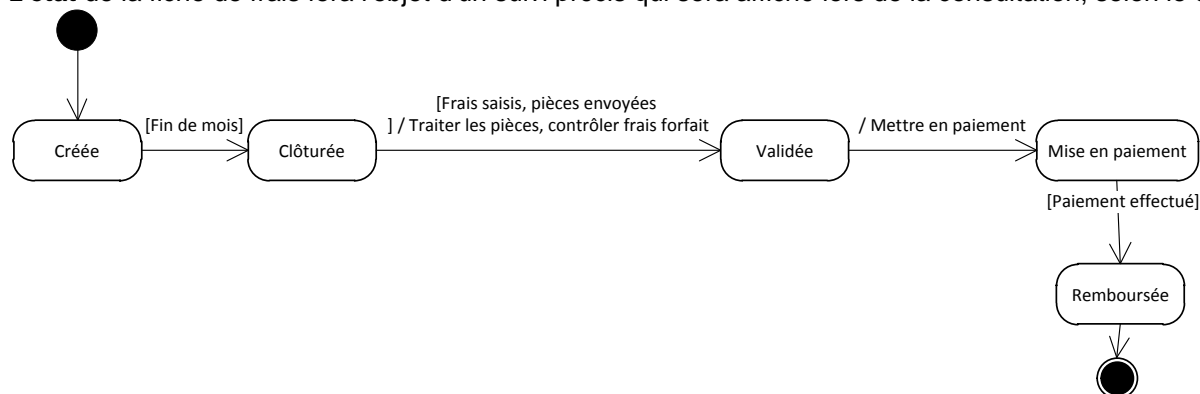 [Fin de mois]
[Frais saisis, pièces envoyées
] / Traiter les pièces, contrôler frais forfait
/ Mettre en paiement
Créée
Clôturée
Validée
Mise en paiement
[Paiement effectué]
Remboursée